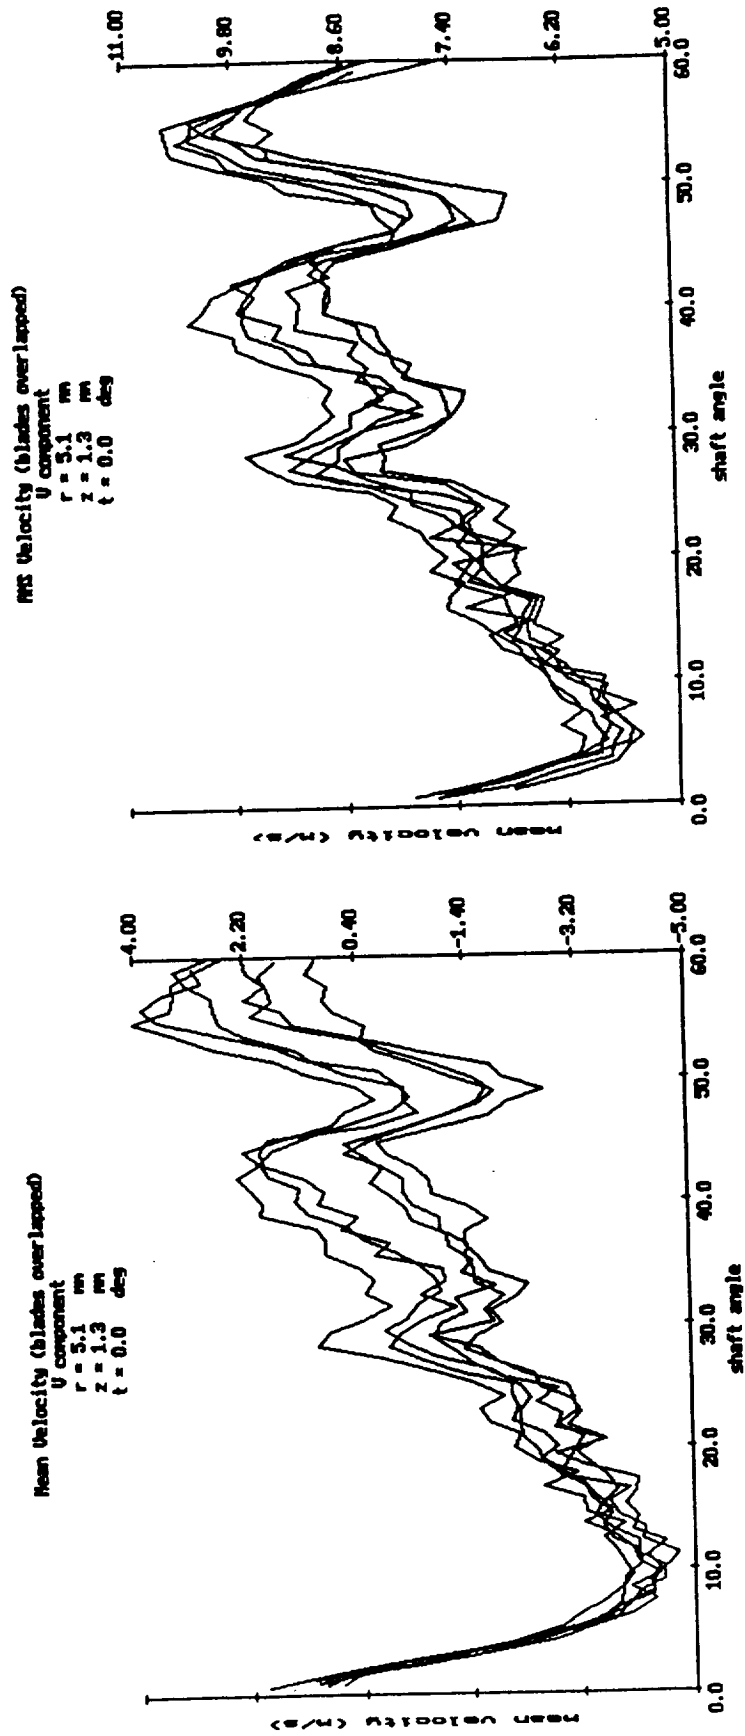 Mean Velocity (blades overlapped)
V component
r = 5.1 mm
z = 1.3 mm
t = 0.0 deg
mean velocity (m/s)
4.00
2.20
0.40
-1.40
-3.20
-5.00
0.0 10.0 20.0 30.0 40.0 50.0 60.0
shaft angle
RMS Velocity (blades overlapped)
V component
r = 5.1 mm
z = 1.3 mm
t = 0.0 deg
mean velocity (m/s)
11.00
9.80
8.60
7.40
6.20
5.00
0.0 10.0 20.0 30.0 40.0 50.0 60.0
shaft angle